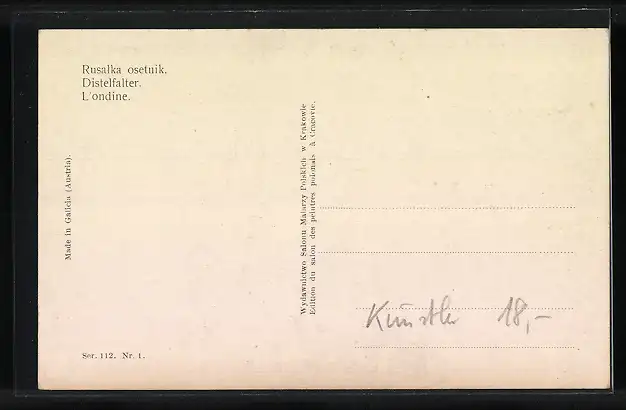 Rusałka osetnik.
Distelfalter.
L'ondine.
Made in Galicia (Austria).
Wydawnictwo Salonu Malarzy Polskich w Krakowie
Edition du salon des peintres polonais à Cracovie.
Künstler 18,-
Ser. 112. Nr. 1.